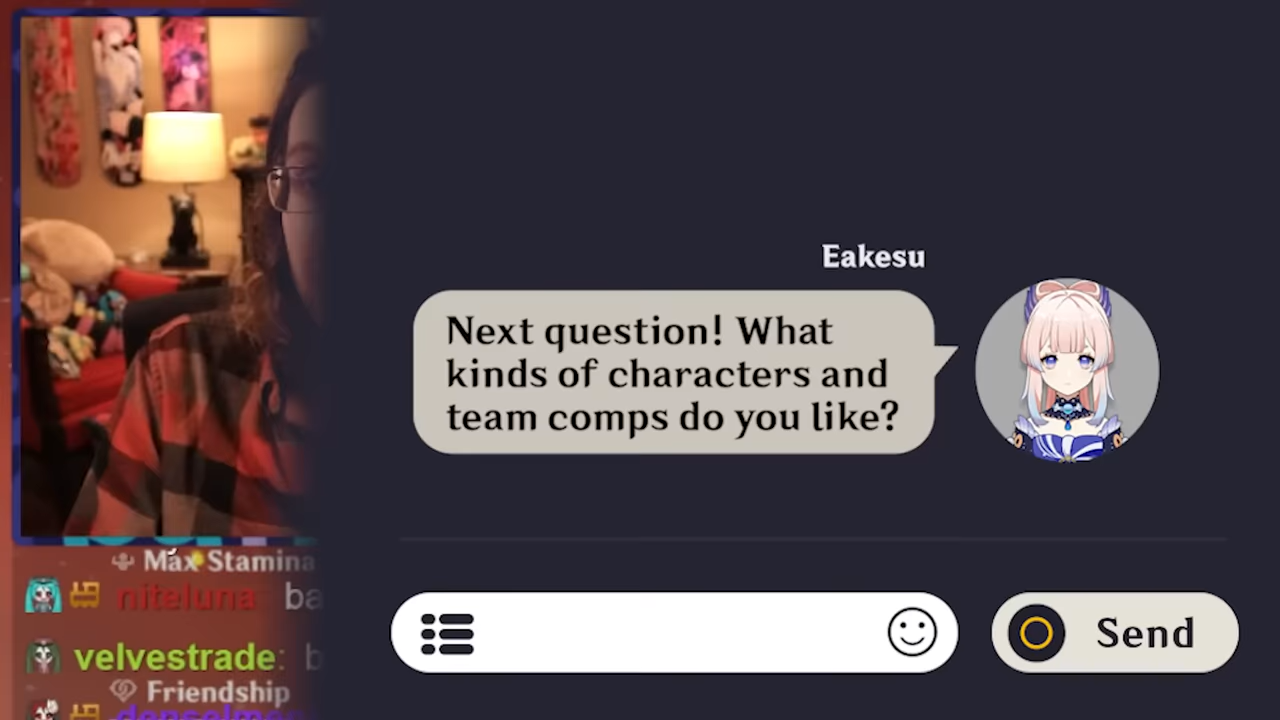 Eakesu
Next question! What
kinds of characters and
team comps do you like?
Send
Max Stamina
niteluna ba
velvestrade: b
Friendship